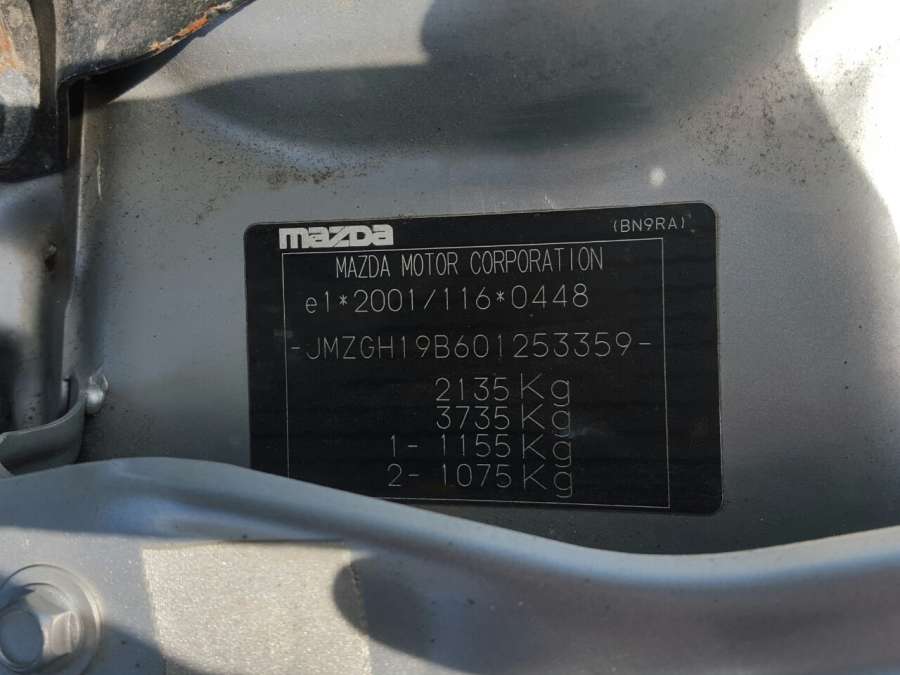 mazda (BN9RA)
MAZDA MOTOR CORPORATION
e1*2001/116*0448
-JMZGH19B601253359-
2135Kg
3735Kg
1- 1155Kg
2- 1075Kg